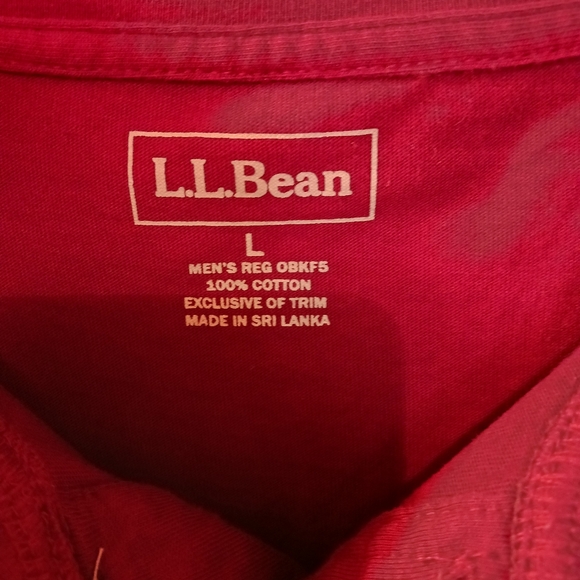 L.L.Bean
L
MEN'S REG OBKF5
100% COTTON
EXCLUSIVE OF TRIM
MADE IN SRI LANKA